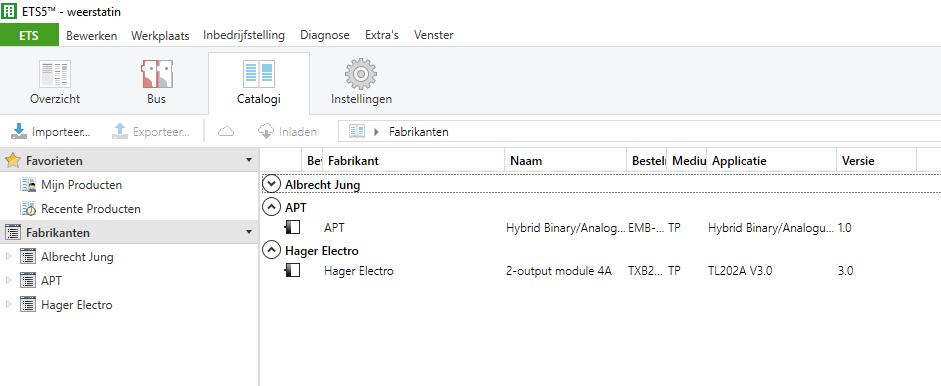 ETS5™ - weerstatin
ETS Bewerken Werkplaats Inbedrijfstelling Diagnose Extra's Venster
Overzicht Bus Catalogi Instellingen
Importeer... Exporteer... Inladen Fabrikanten
Favorieten
Mijn Producten
Recente Producten
Fabrikanten
Albrecht Jung
APT
Hager Electro
Be Fabrikant Naam Besteln Mediu Applicatie Versie
Albrecht Jung
APT
APT Hybrid Binary/Analog... EMB-... TP Hybrid Binary/Analogu... 1.0
Hager Electro
Hager Electro 2-output module 4A TXB2... TP TL202A V3.0 3.0